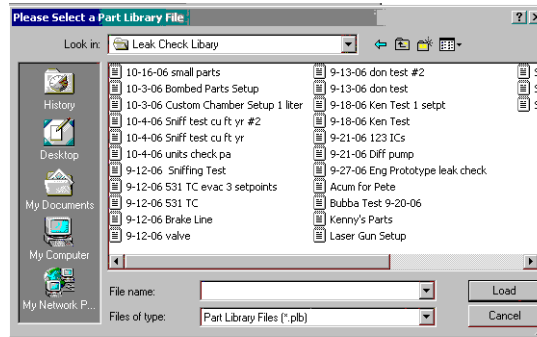 Please Select a Part Library File
Look in:
Leak Check Libary
History
Desktop
My Documents
My Computer
My Network P...
10-16-06 small parts
10-3-06 Bombed Parts Setup
10-3-06 Custom Chamber Setup 1 liter
10-4-06 Sniff test cu ft yr #2
10-4-06 Sniff test cu ft yr
10-4-06 units check pa
9-12-06  Sniffing Test
9-12-06 531 TC evac 3 setpoints
9-12-06 531 TC
9-12-06 Brake Line
9-12-06 valve
9-13-06 don test #2
9-13-06 don test
9-18-06 Ken Test 1 setpt
9-18-06 Ken Test
9-21-06 123 ICs
9-21-06 Diff pump
9-27-06 Eng Prototype leak check
Acum for Pete
Bubba Test 9-20-06
Kenny's Parts
Laser Gun Setup
File name:
Load
Files of type:
Part Library Files (*.plb)
Cancel